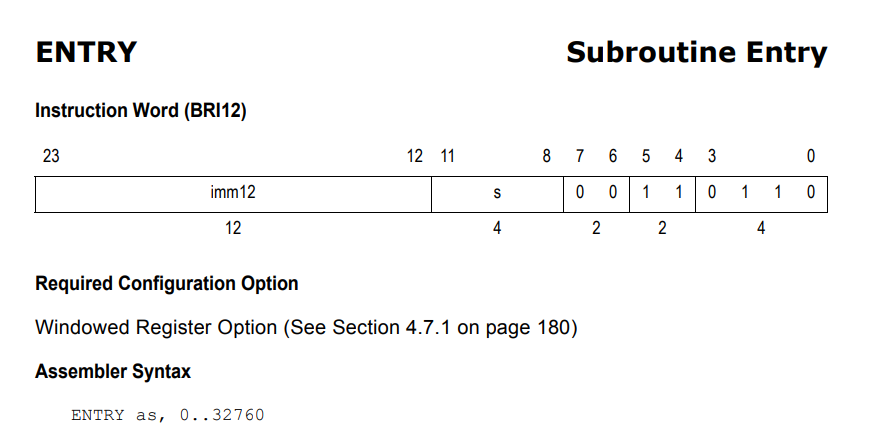 ENTRY Subroutine Entry
Instruction Word (BRI12)
23 12 11 8 7 6 5 4 3 0
imm12 s 0 0 1 1 0 1 1 0
12 4 2 2 4
Required Configuration Option
Windowed Register Option (See Section 4.7.1 on page 180)
Assembler Syntax
ENTRY as, 0..32760